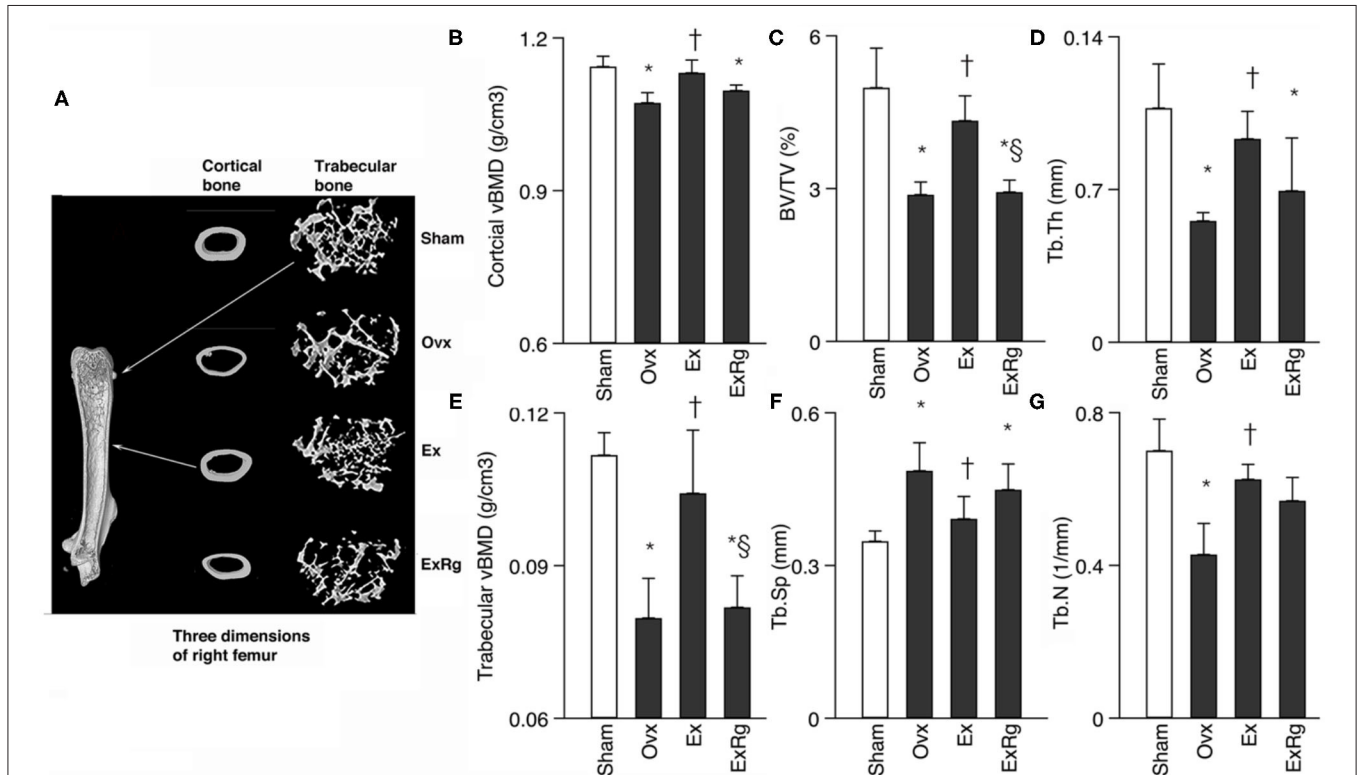 A
Cortical
bone
Trabecular
bone
Sham
Ovx
Ex
ExRg
Three dimensions
of right femur
B
Cortcial vBMD (g/cm3)
1.2
0.9
0.6
*
†
*
Sham
Ovx
Ex
ExRg
C
BV/TV (%)
6
3
0
*
†
*§
Sham
Ovx
Ex
ExRg
D
Tb.Th (mm)
0.14
0.7
0
*
†
*
Sham
Ovx
Ex
ExRg
E
Trabecular vBMD (g/cm3)
0.12
0.09
0.06
*
†
*§
Sham
Ovx
Ex
ExRg
F
Tb.Sp (mm)
0.6
0.3
0
*
†
*
Sham
Ovx
Ex
ExRg
G
Tb.N (1/mm)
0.8
0.4
0
*
†
Sham
Ovx
Ex
ExRg